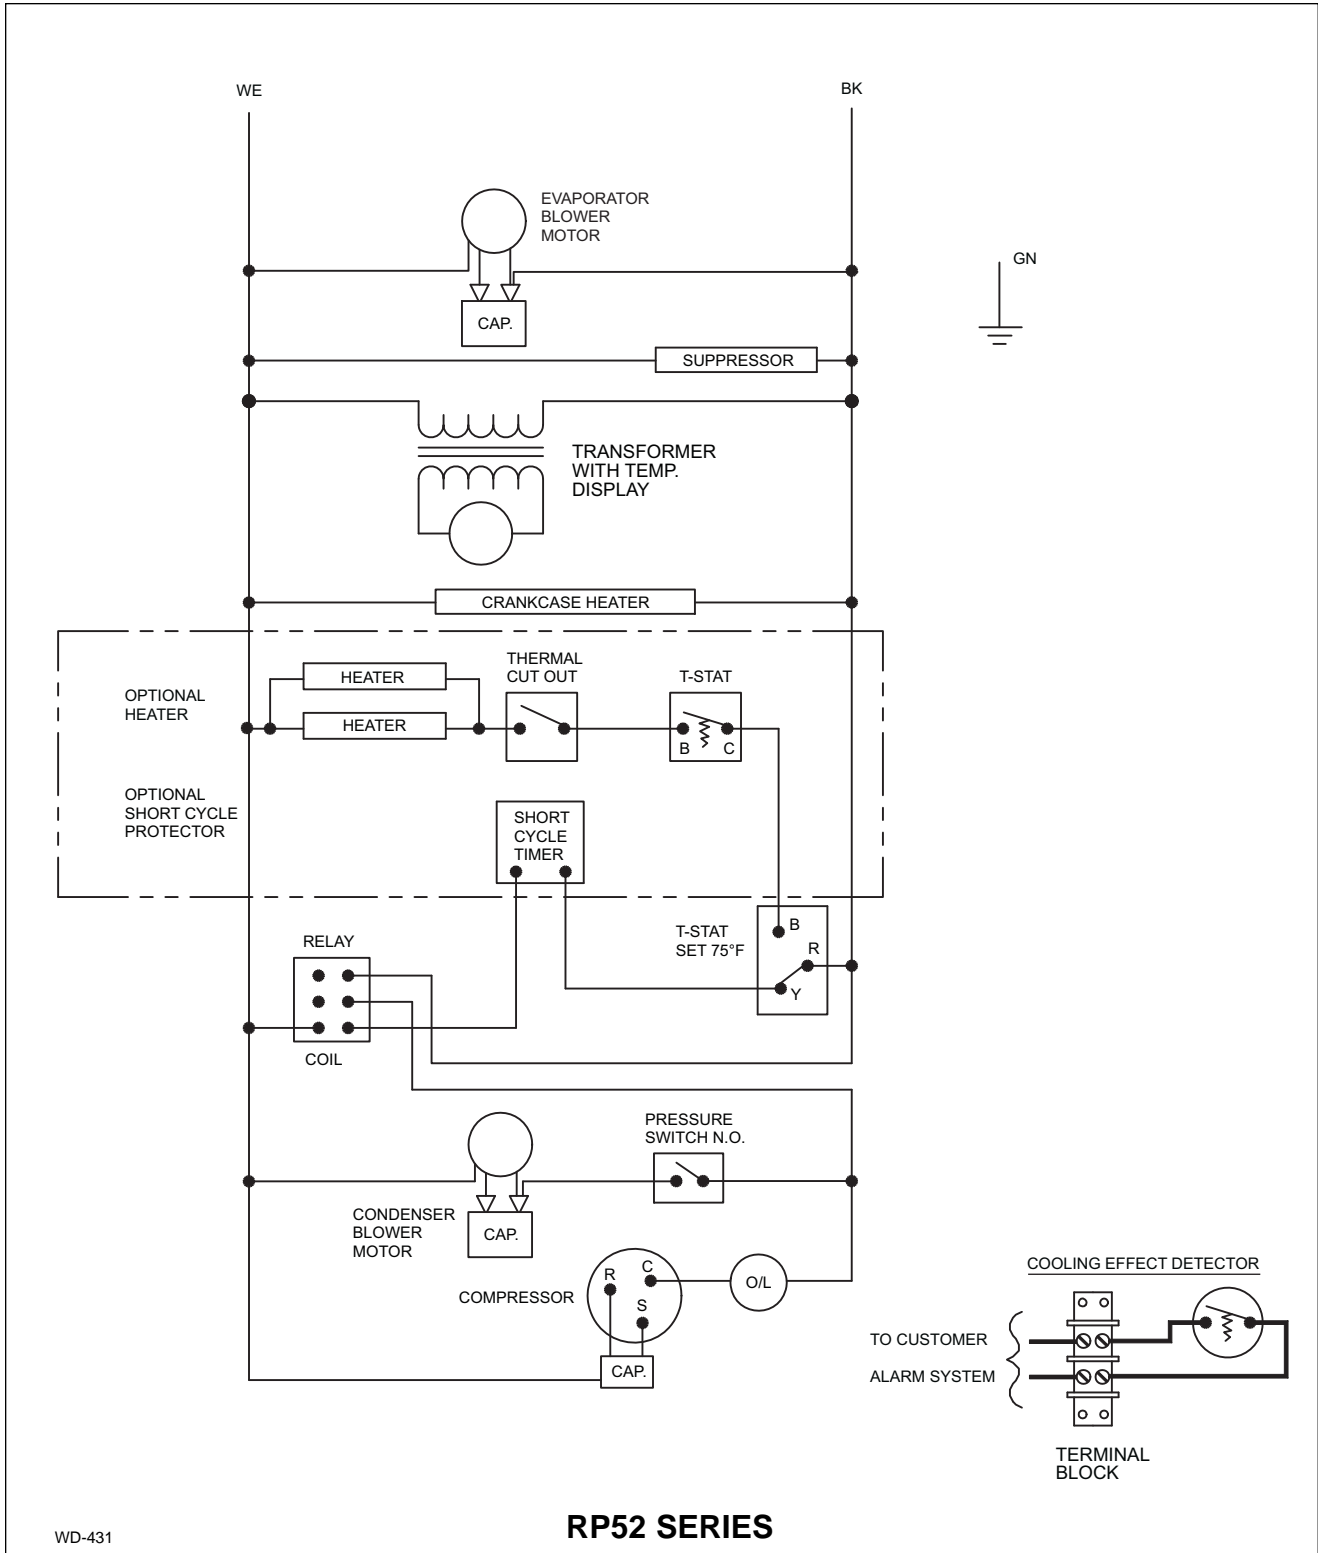 WE
BK
EVAPORATOR
BLOWER
MOTOR
GN
CAP.
SUPPRESSOR
TRANSFORMER
WITH TEMP.
DISPLAY
CRANKCASE HEATER
OPTIONAL
HEATER
HEATER
HEATER
THERMAL
CUT OUT
T-STAT
B
C
OPTIONAL
SHORT CYCLE
PROTECTOR
SHORT
CYCLE
TIMER
T-STAT
SET 75°F
B
R
Y
RELAY
COIL
PRESSURE
SWITCH N.O.
CONDENSER
BLOWER
MOTOR
CAP.
COMPRESSOR
R
C
S
O/L
CAP.
COOLING EFFECT DETECTOR
TO CUSTOMER
ALARM SYSTEM
TERMINAL
BLOCK
WD-431
RP52 SERIES